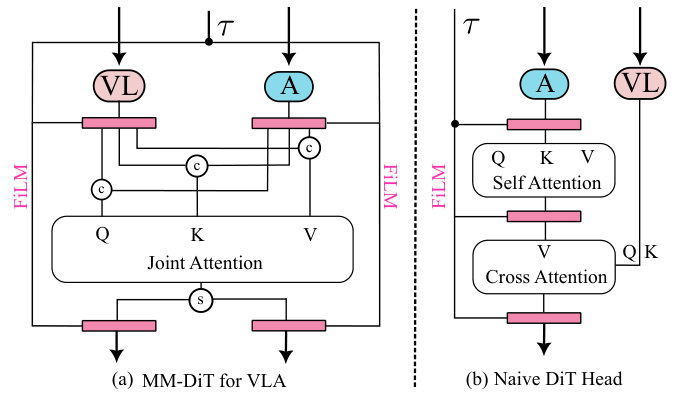 τ
VL
A
c
c
c
FiLM
FiLM
Q K V
Joint Attention
s
(a) MM-DiT for VLA
τ
A
VL
Q K V
Self Attention
FiLM
V
Q K
Cross Attention
(b) Naive DiT Head